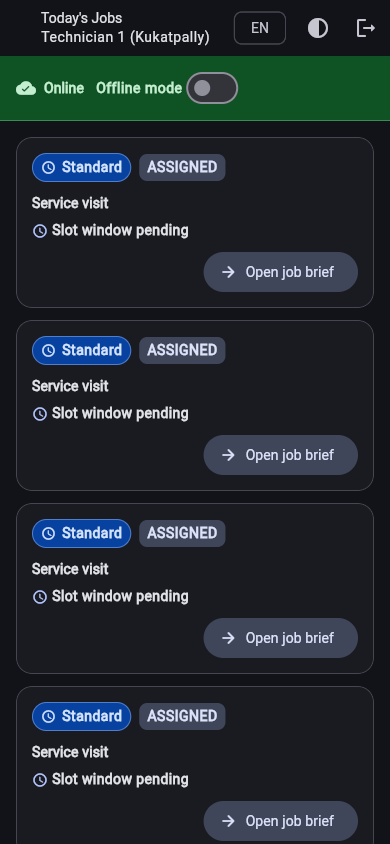 Today's Jobs
Technician 1 (Kukatpally)
EN
Online Offline mode
Standard ASSIGNED
Service visit
Slot window pending
Open job brief
Standard ASSIGNED
Service visit
Slot window pending
Open job brief
Standard ASSIGNED
Service visit
Slot window pending
Open job brief
Standard ASSIGNED
Service visit
Slot window pending
Open job brief